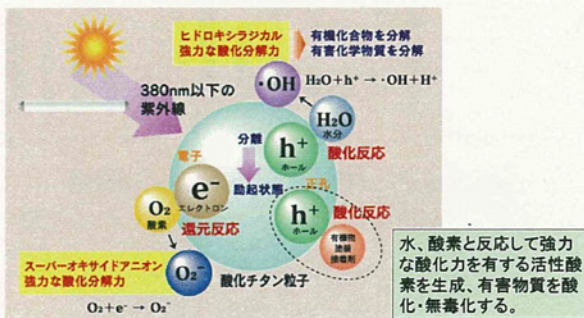 ヒドロキシラジカル
強力な酸化分解力
有機化合物を分解
有害化学物質を分解
・OH
H₂O+h⁺→・OH+H⁺
380nm以下の
紫外線
H₂O
水分
分離
h⁺
ホール
酸化反応
電子
e⁻
エレクトロン
励起状態
正孔
O₂
酸素
還元反応
h⁺
ホール
酸化反応
有機物
塗装
接着剤
スーパーオキサイドアニオン
強力な酸化分解力
O₂⁻
酸化チタン粒子
O₂+e⁻→O₂⁻
水、酸素と反応して強力
な酸化力を有する活性酸
素を生成、有害物質を酸
化・無毒化する。